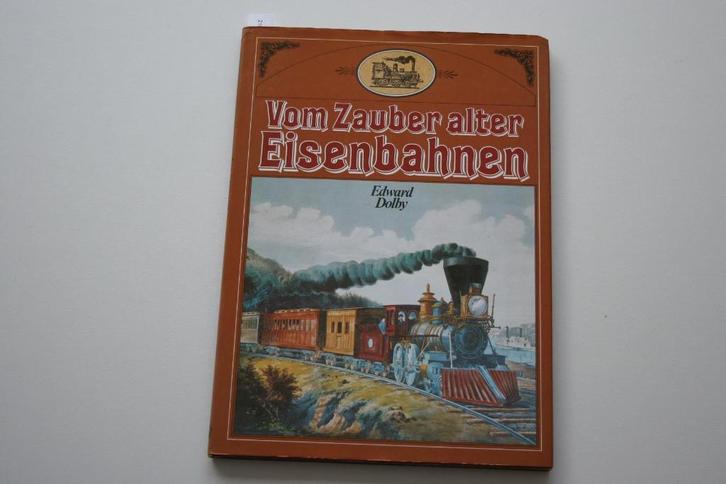 Vom Zauber alter
Eisenbahnen
Edward
Dolby